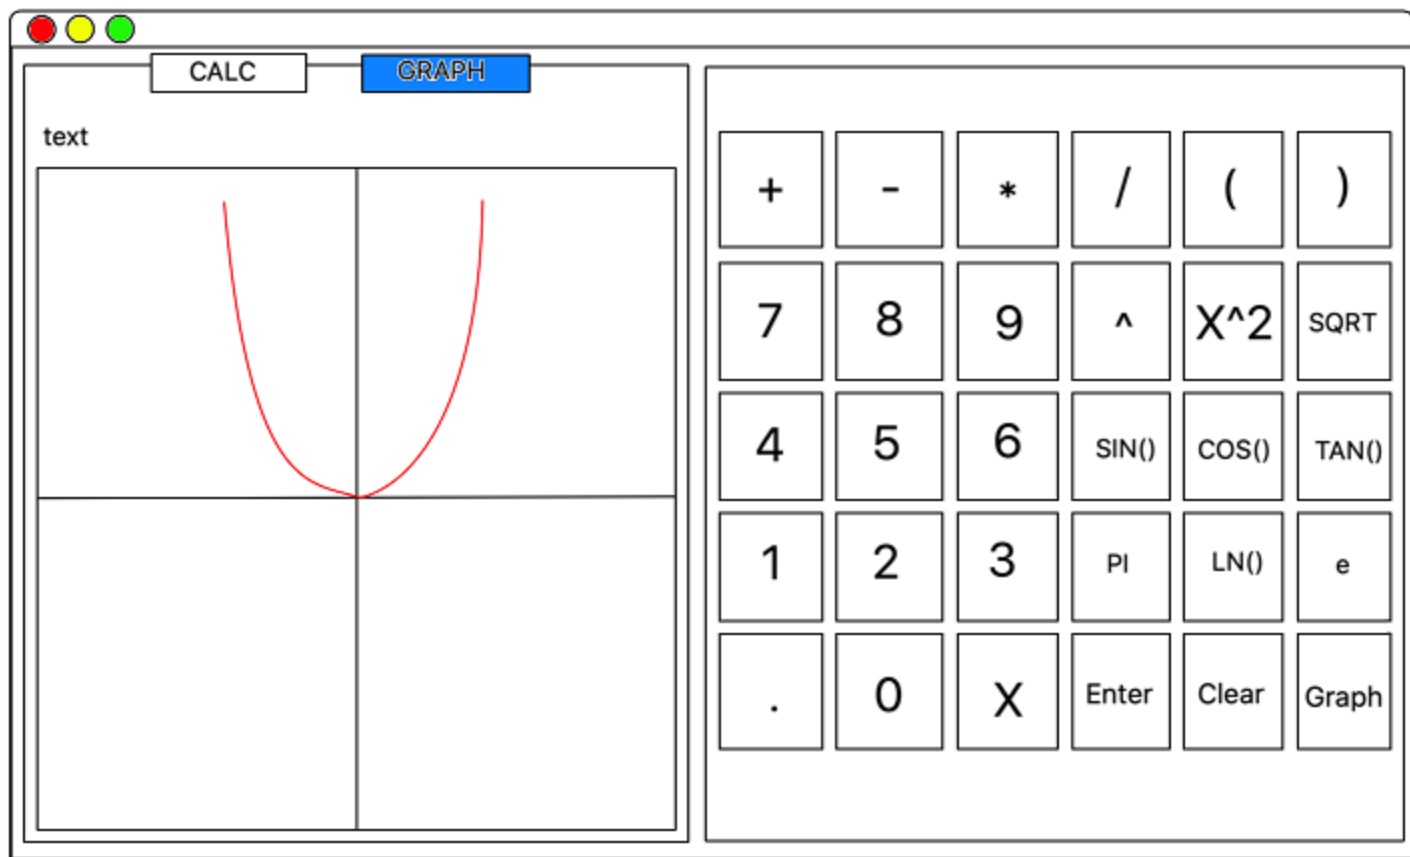 CALC GRAPH
text
+ - * / ( )
7 8 9 ^ X^2 SQRT
4 5 6 SIN() COS() TAN()
1 2 3 PI LN() e
. 0 X Enter Clear Graph